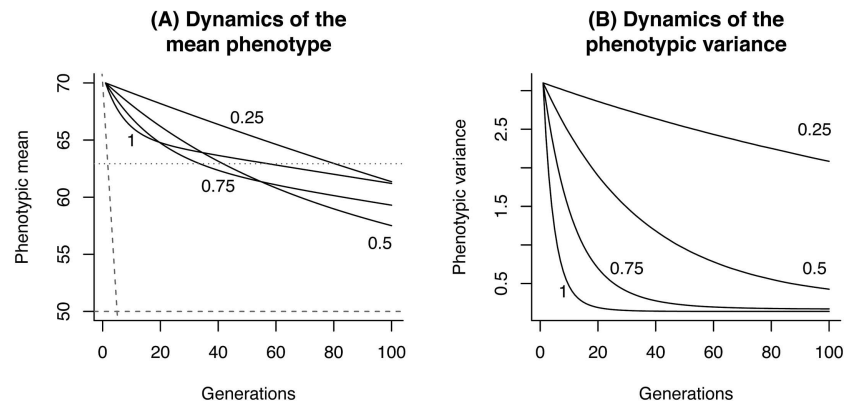 (A) Dynamics of the
mean phenotype
Phenotypic mean
70
65
60
55
50
0.25
1
0.75
0.5
0 20 40 60 80 100
Generations
(B) Dynamics of the
phenotypic variance
Phenotypic variance
2.5
1.5
0.5
0.25
0.5
0.75
1
0 20 40 60 80 100
Generations